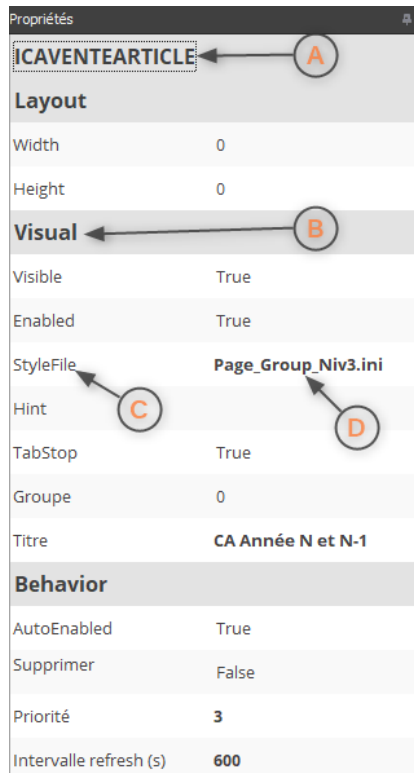 Propriétés
ICAVENTEARTICLE A
Layout
Width 0
Height 0
Visual B
Visible True
Enabled True
StyleFile Page_Group_Niv3.ini
Hint C D
TabStop True
Groupe 0
Titre CA Année N et N-1
Behavior
AutoEnabled True
Supprimer False
Priorité 3
Intervalle refresh (s) 600